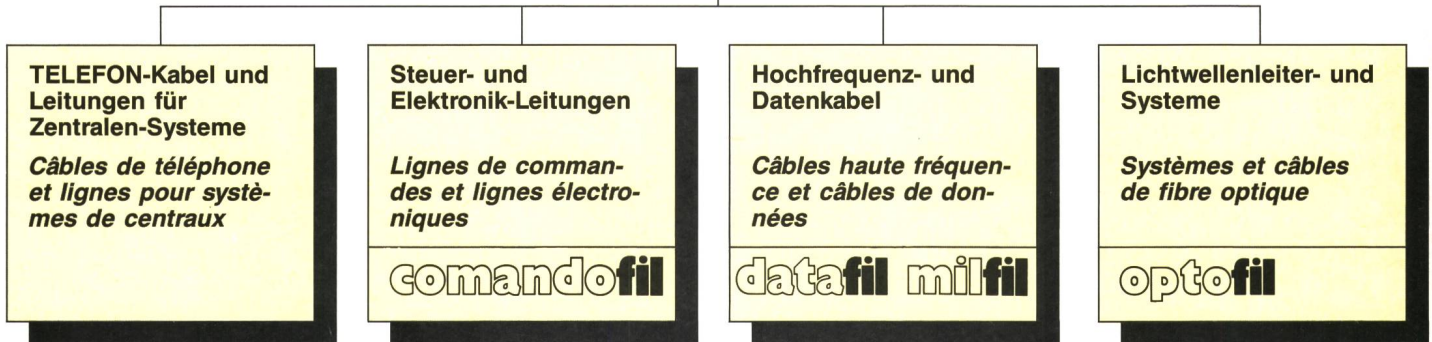 TELEFON-Kabel und
Leitungen für
Zentralen-Systeme
Câbles de téléphone
et lignes pour systè-
mes de centraux
Steuer- und
Elektronik-Leitungen
Lignes de comman-
des et lignes électro-
niques
comandofil
Hochfrequenz- und
Datenkabel
Câbles haute fréquen-
ce et câbles de don-
nées
datafil milfil
Lichtwellenleiter- und
Systeme
Systèmes et câbles
de fibre optique
optofil